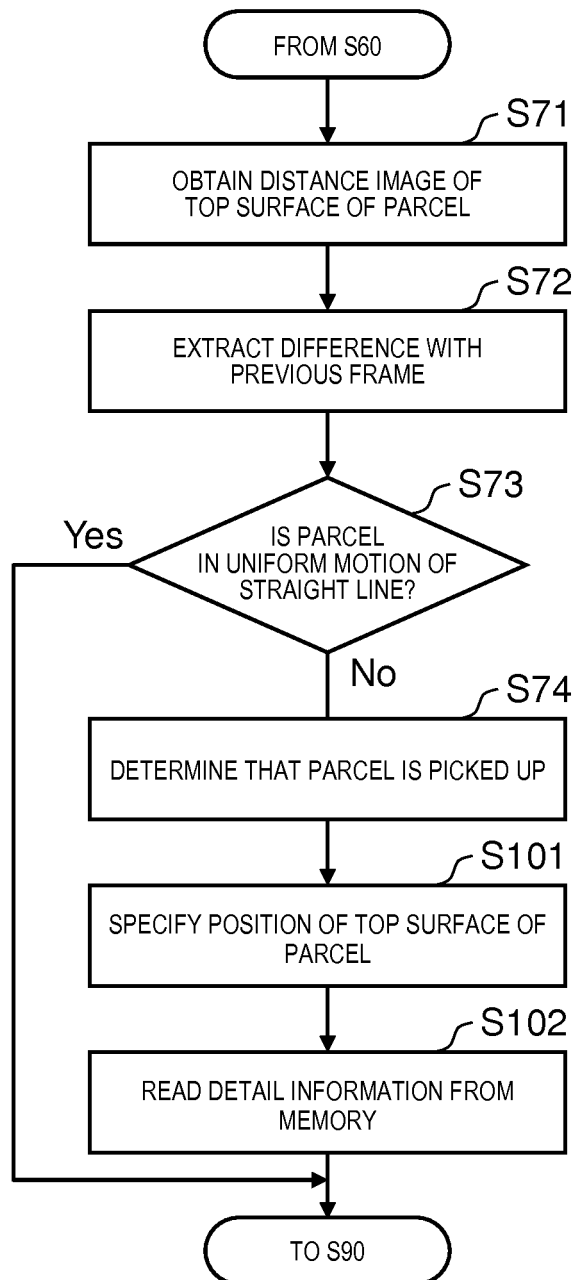 FROM S60
S71
OBTAIN DISTANCE IMAGE OF
TOP SURFACE OF PARCEL
S72
EXTRACT DIFFERENCE WITH
PREVIOUS FRAME
S73
Yes
IS PARCEL
IN UNIFORM MOTION OF
STRAIGHT LINE?
No
S74
DETERMINE THAT PARCEL IS PICKED UP
S101
SPECIFY POSITION OF TOP SURFACE OF
PARCEL
S102
READ DETAIL INFORMATION FROM
MEMORY
TO S90